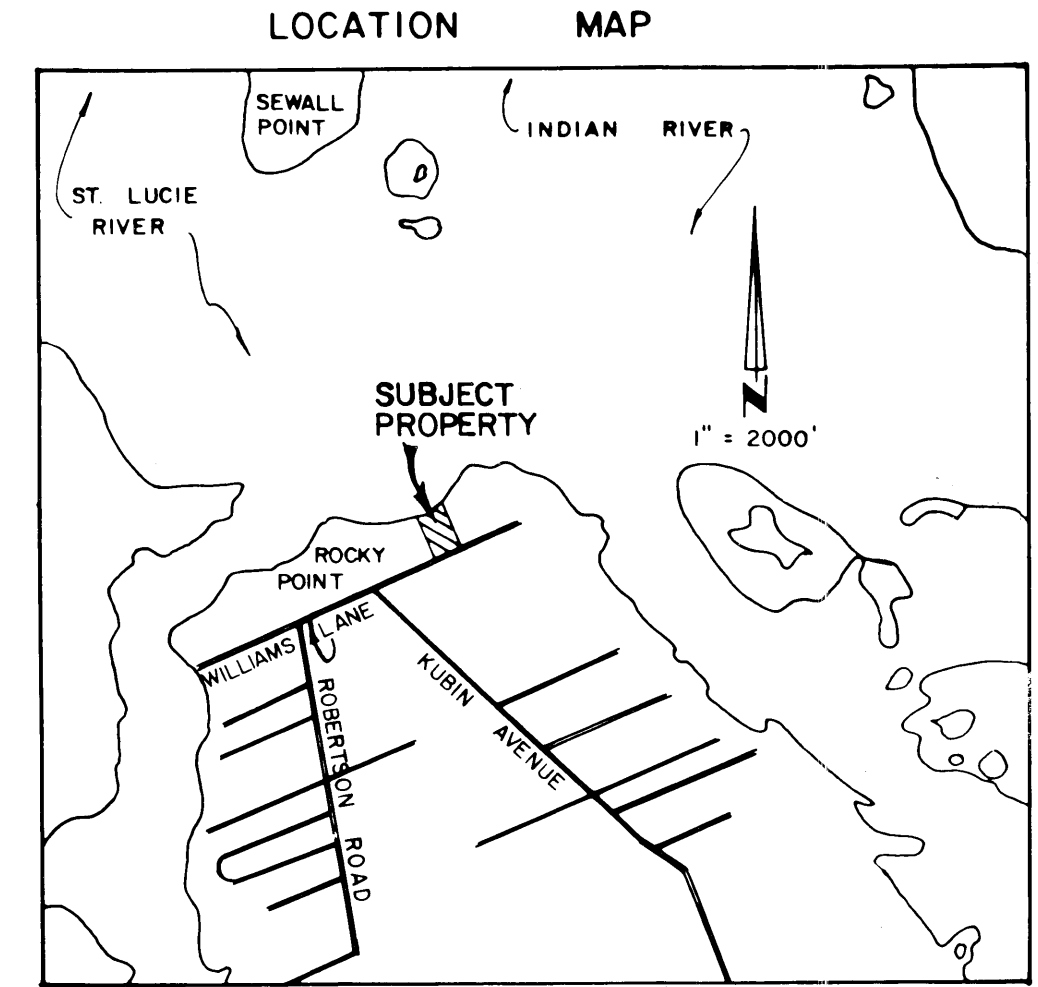 LOCATION MAP
SEWALL
POINT
INDIAN RIVER
ST. LUCIE
RIVER
SUBJECT
PROPERTY
N
1" = 2000'
ROCKY
POINT
WILLIAMS LANE
KUBIN AVENUE
ROBERTSON ROAD